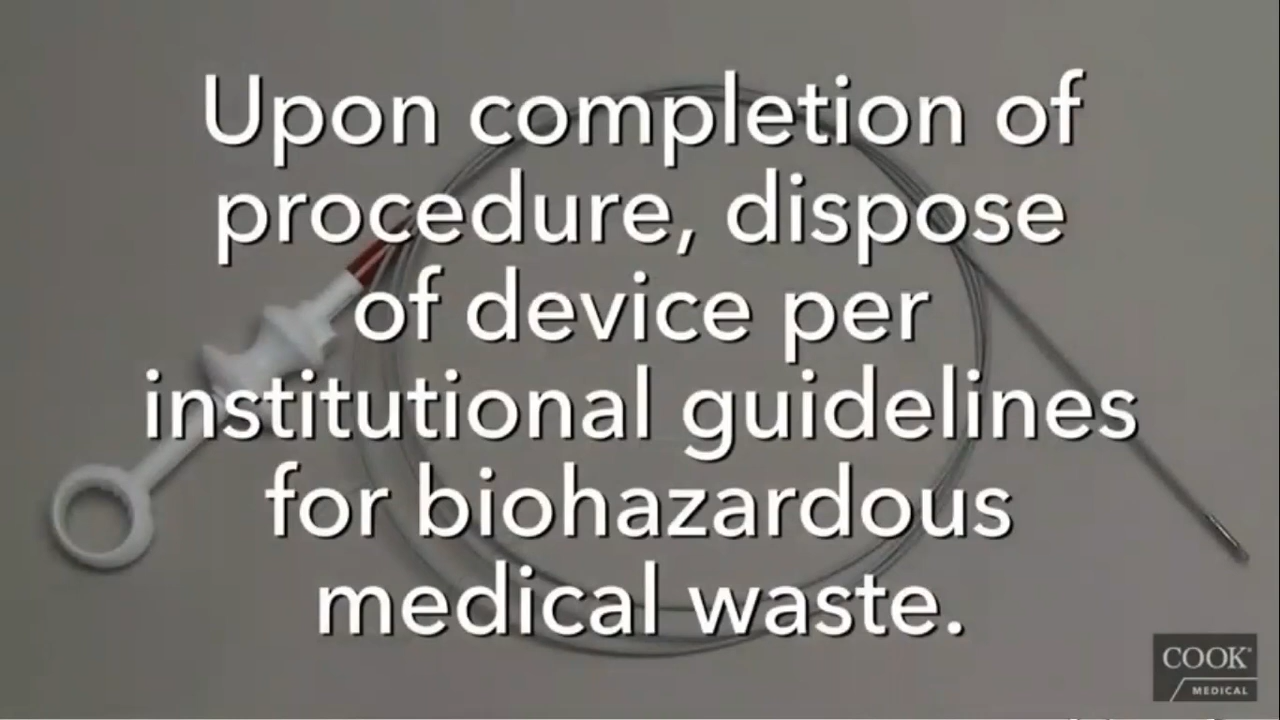 Upon completion of
procedure, dispose
of device per
institutional guidelines
for biohazardous
medical waste.
COOK®
MEDICAL